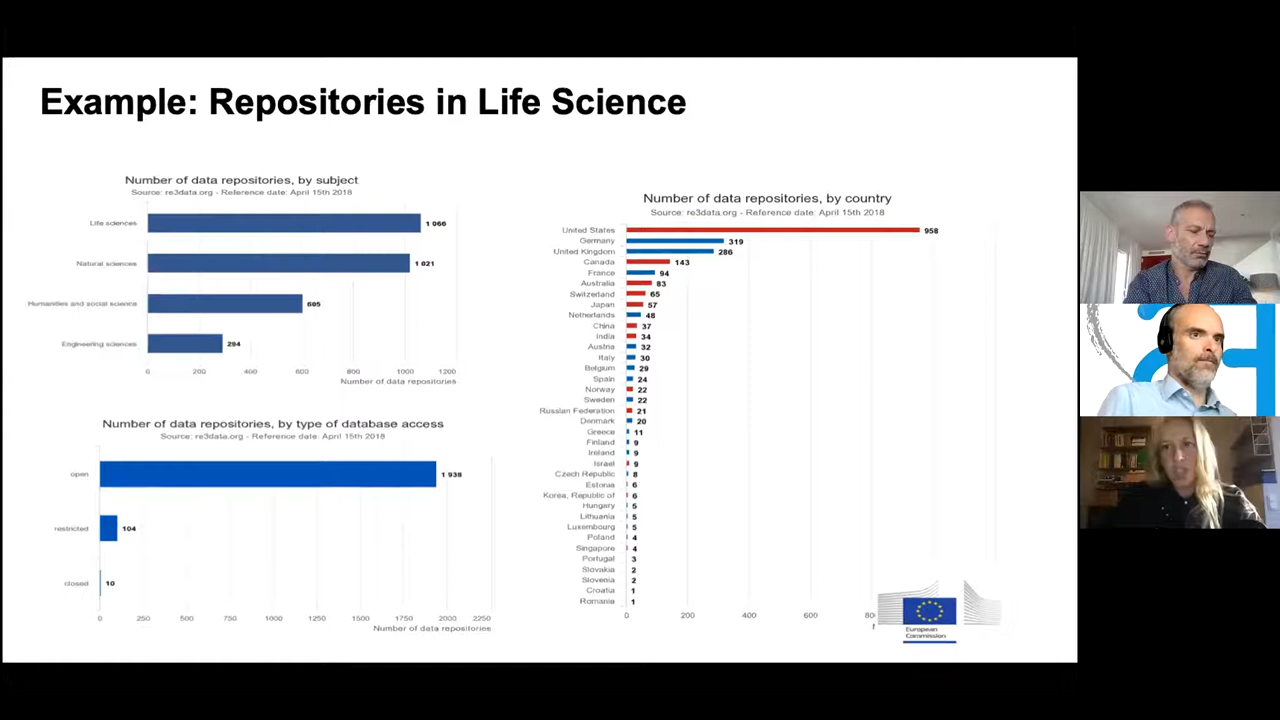 Example: Repositories in Life Science
Number of data repositories, by subject
Source: re3data.org - Reference date: April 15th 2018
Life sciences 1 066
Natural sciences 1 021
Humanities and social science 605
Engineering sciences 294
0 200 400 600 800 1000 1200
Number of data repositories
Number of data repositories, by type of database access
Source: re3data.org - Reference date: April 15th 2018
open 1 938
restricted 104
closed 10
0 250 500 750 1000 1250 1500 1750 2000 2250
Number of data repositories
Number of data repositories, by country
Source: re3data.org - Reference date: April 15th 2018
United States 958
Germany 319
United Kingdom 286
Canada 143
France 94
Australia 83
Switzerland 65
Japan 57
Netherlands 48
China 37
India 34
Austria 32
Italy 30
Belgium 29
Spain 24
Norway 22
Sweden 22
Russian Federation 21
Denmark 20
Greece 11
Finland 9
Ireland 9
Israel 9
Czech Republic 8
Estonia 6
Korea, Republic of 6
Hungary 5
Lithuania 5
Luxembourg 5
Poland 4
Singapore 4
Portugal 3
Slovakia 2
Slovenia 2
Croatia 1
Romania 1
0 200 400 600
European
Commission